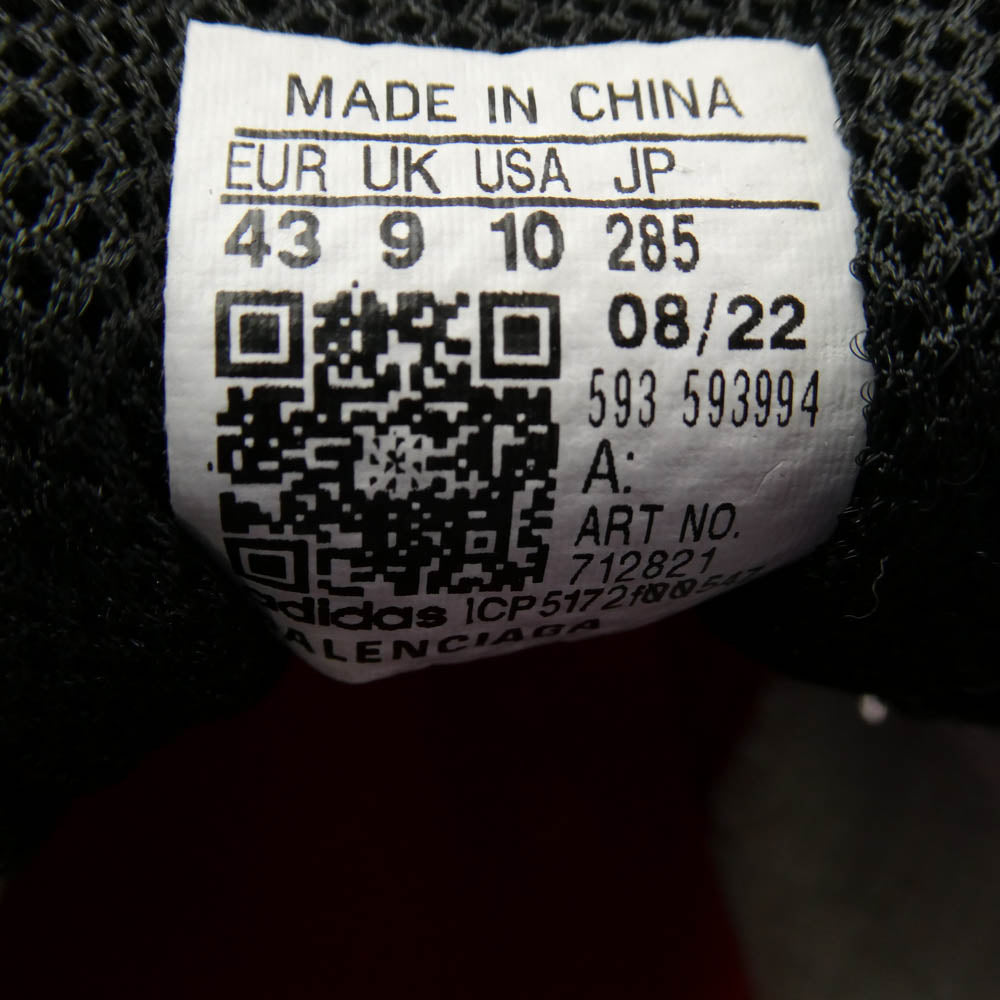 MADE IN CHINA
EUR UK USA JP
43 9 10 285
08/22
593 593994
A:
ART NO.
712821
adidas
BALENCIAGA